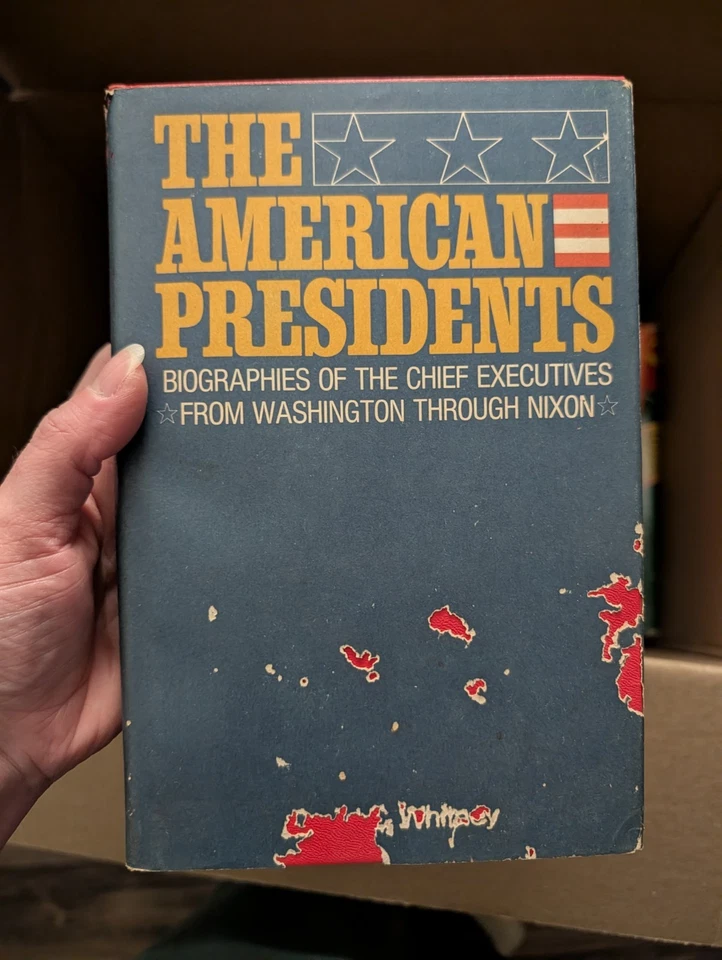 THE
AMERICAN
PRESIDENTS
BIOGRAPHIES OF THE CHIEF EXECUTIVES
FROM WASHINGTON THROUGH NIXON
Whitney